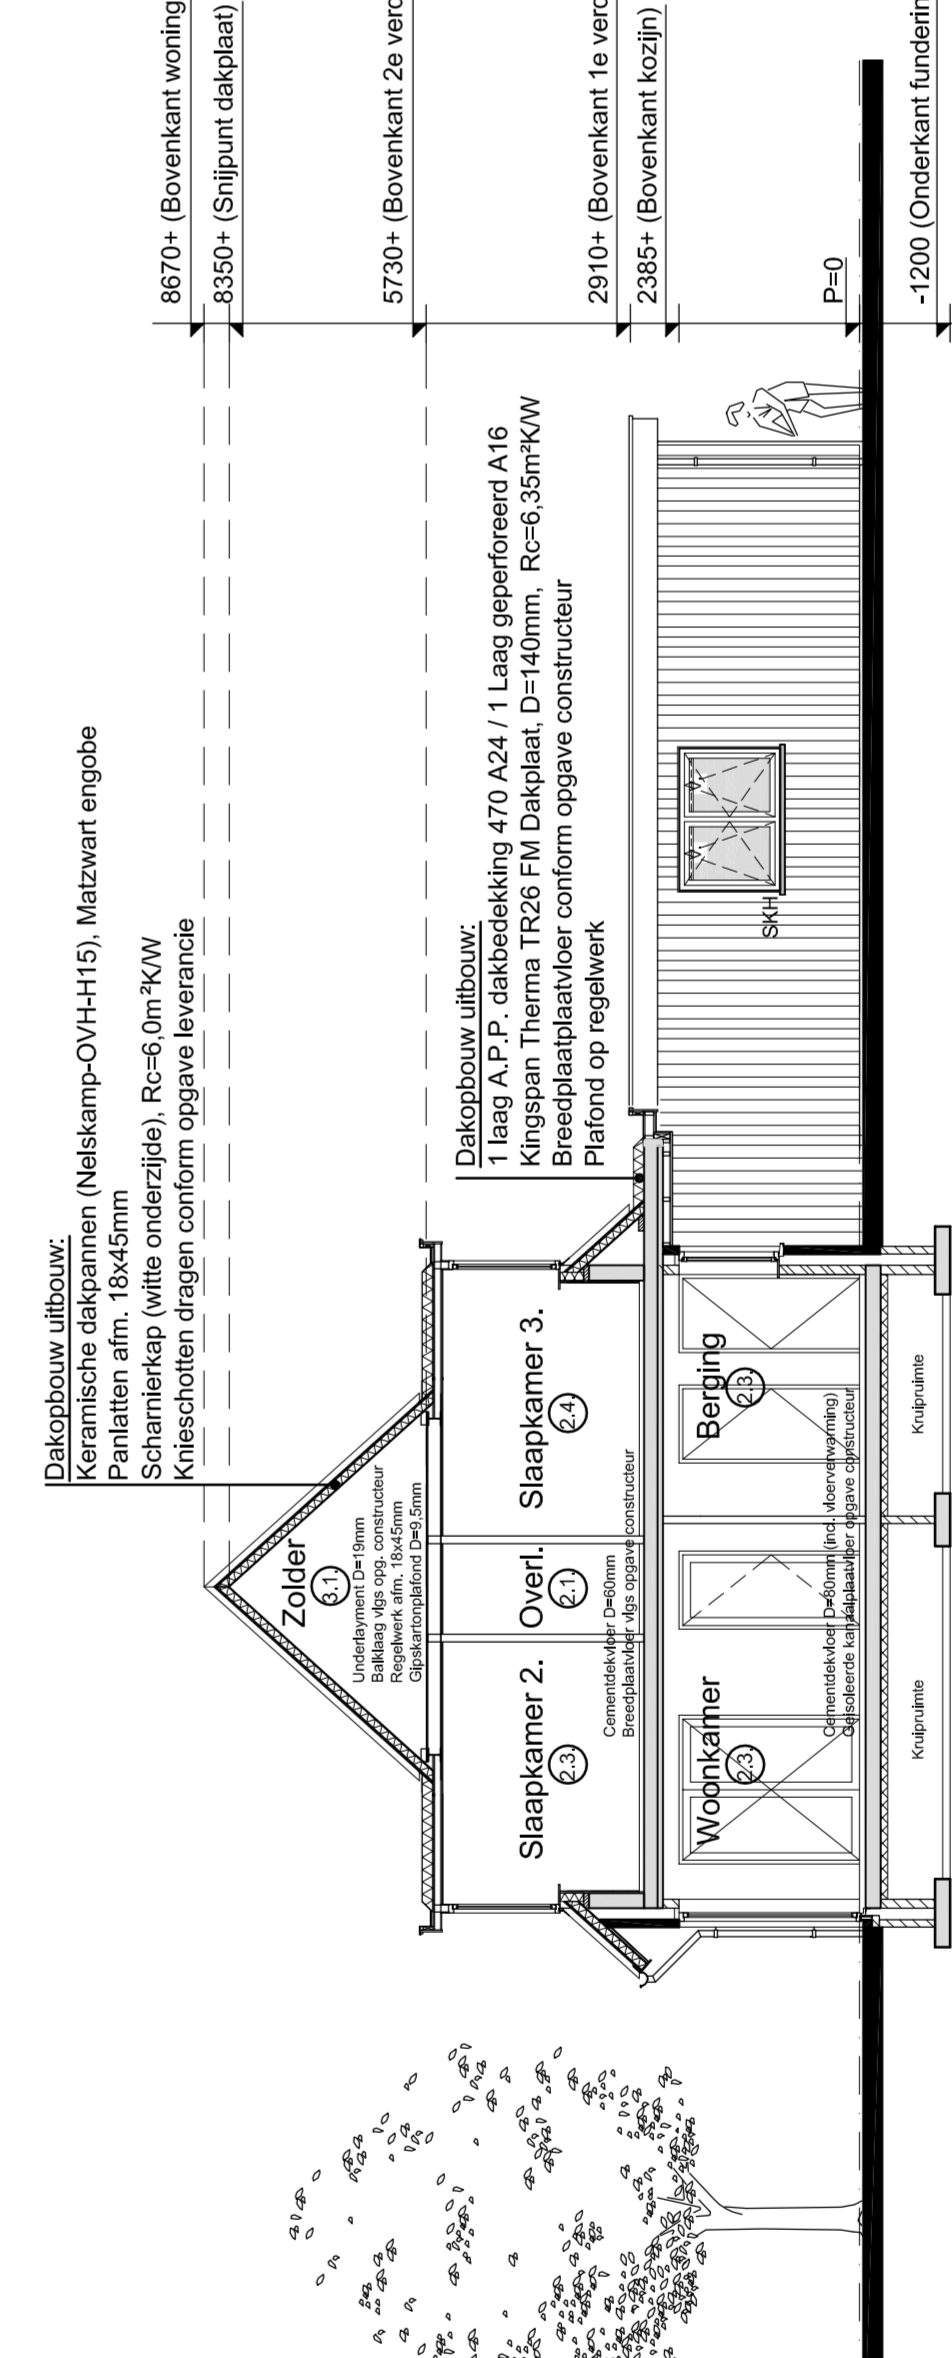 Dakopbouw uitbouw:
Keramische dakpannen (Nelskamp-OVH-H15), Matzwart engobe
Panlatten afm. 18x45mm
Scharnierkap (witte onderzijde), Rc=6,0m²K/W
Knieschotten dragen conform opgave leverancie
8670+ (Bovenkant woning
8350+ (Snijpunt dakplaat)
5730+ (Bovenkant 2e verd
2910+ (Bovenkant 1e verd
2385+ (Bovenkant kozijn)
P=0
-1200 (Onderkant funderin
Dakopbouw uitbouw:
1 laag A.P.P. dakbedekking 470 A24 / 1 Laag geperforeerd A16
Kingspan Therma TR26 FM Dakplaat, D=140mm, Rc=6,35m²K/W
Breedplaatplaatvloer conform opgave constructeur
Plafond op regelwerk
Zolder
3.1.
Underlayment D=19mm
Balklaag vlgs opg. constructeur
Regelwerk afm. 18x45mm
Gipskartonplafond D=9,5mm
Slaapkamer 2.
2.3.
Overl.
2.1.
Slaapkamer 3.
2.4.
Cementdekvloer D=60mm
Breedplaatvloer vlgs opgave constructeur
Woonkamer
2.3.
Berging
2.3.
SKH
Cementdekvloer D=80mm (incl. vloerverwarming)
Geïsoleerde kanaalplaatvloer opgave constructeur
Kruipruimte
Kruipruimte